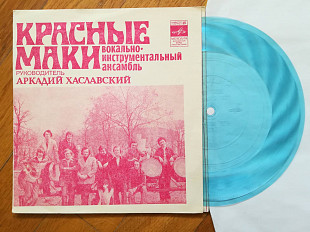 КРАСНЫЕ
МАКИ
ВОКАЛЬНО-
ИНСТРУМЕНТАЛЬНЫЙ
АНСАМБЛЬ
РУКОВОДИТЕЛЬ
АРКАДИЙ ХАСЛАВСКИЙ